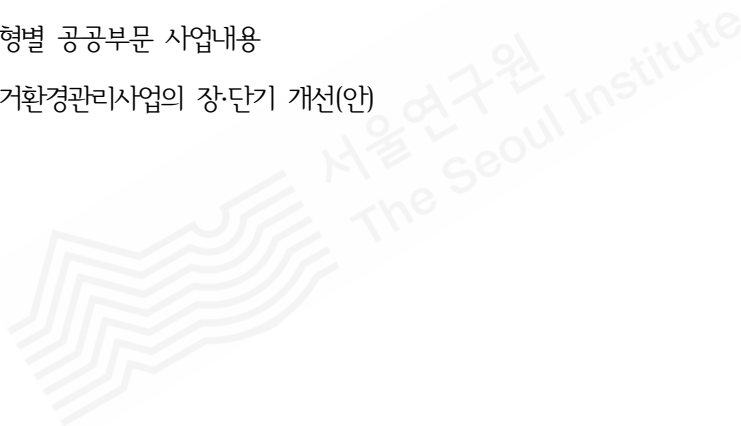 형별 공공부문 사업내용
거환경관리사업의 장·단기 개선(안)
서울연구원
The Seoul Institute